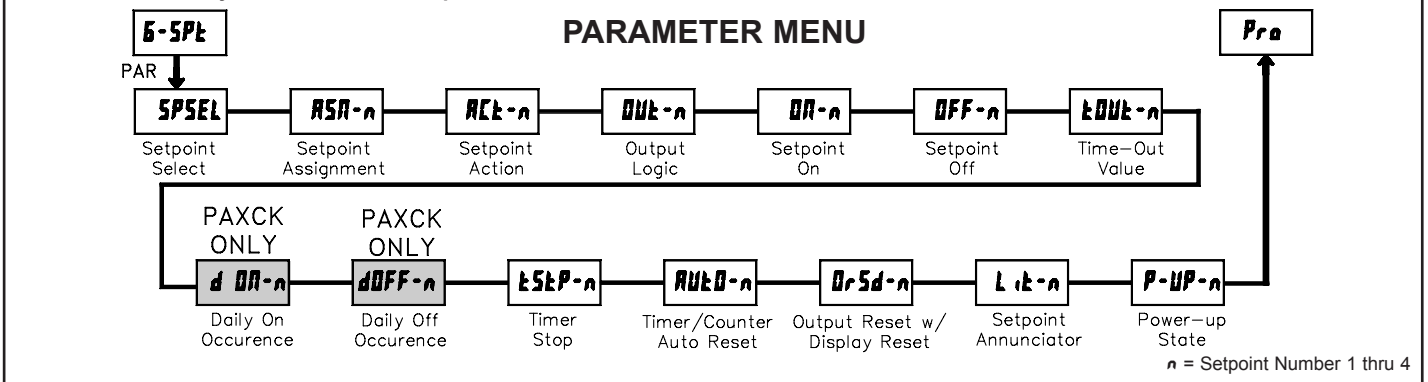 6-SPt
PARAMETER MENU
Pro
PAR
SPSEL
ASN-n
ACt-n
OUt-n
ON-n
OFF-n
tOUt-n
Setpoint
Select
Setpoint
Assignment
Setpoint
Action
Output
Logic
Setpoint
On
Setpoint
Off
Time-Out
Value
PAXCK
ONLY
PAXCK
ONLY
d ON-n
dOFF-n
tStP-n
AUtO-n
OrSd-n
Lit-n
P-UP-n
Daily On
Occurence
Daily Off
Occurence
Timer
Stop
Timer/Counter
Auto Reset
Output Reset w/
Display Reset
Setpoint
Annunciator
Power-up
State
n = Setpoint Number 1 thru 4